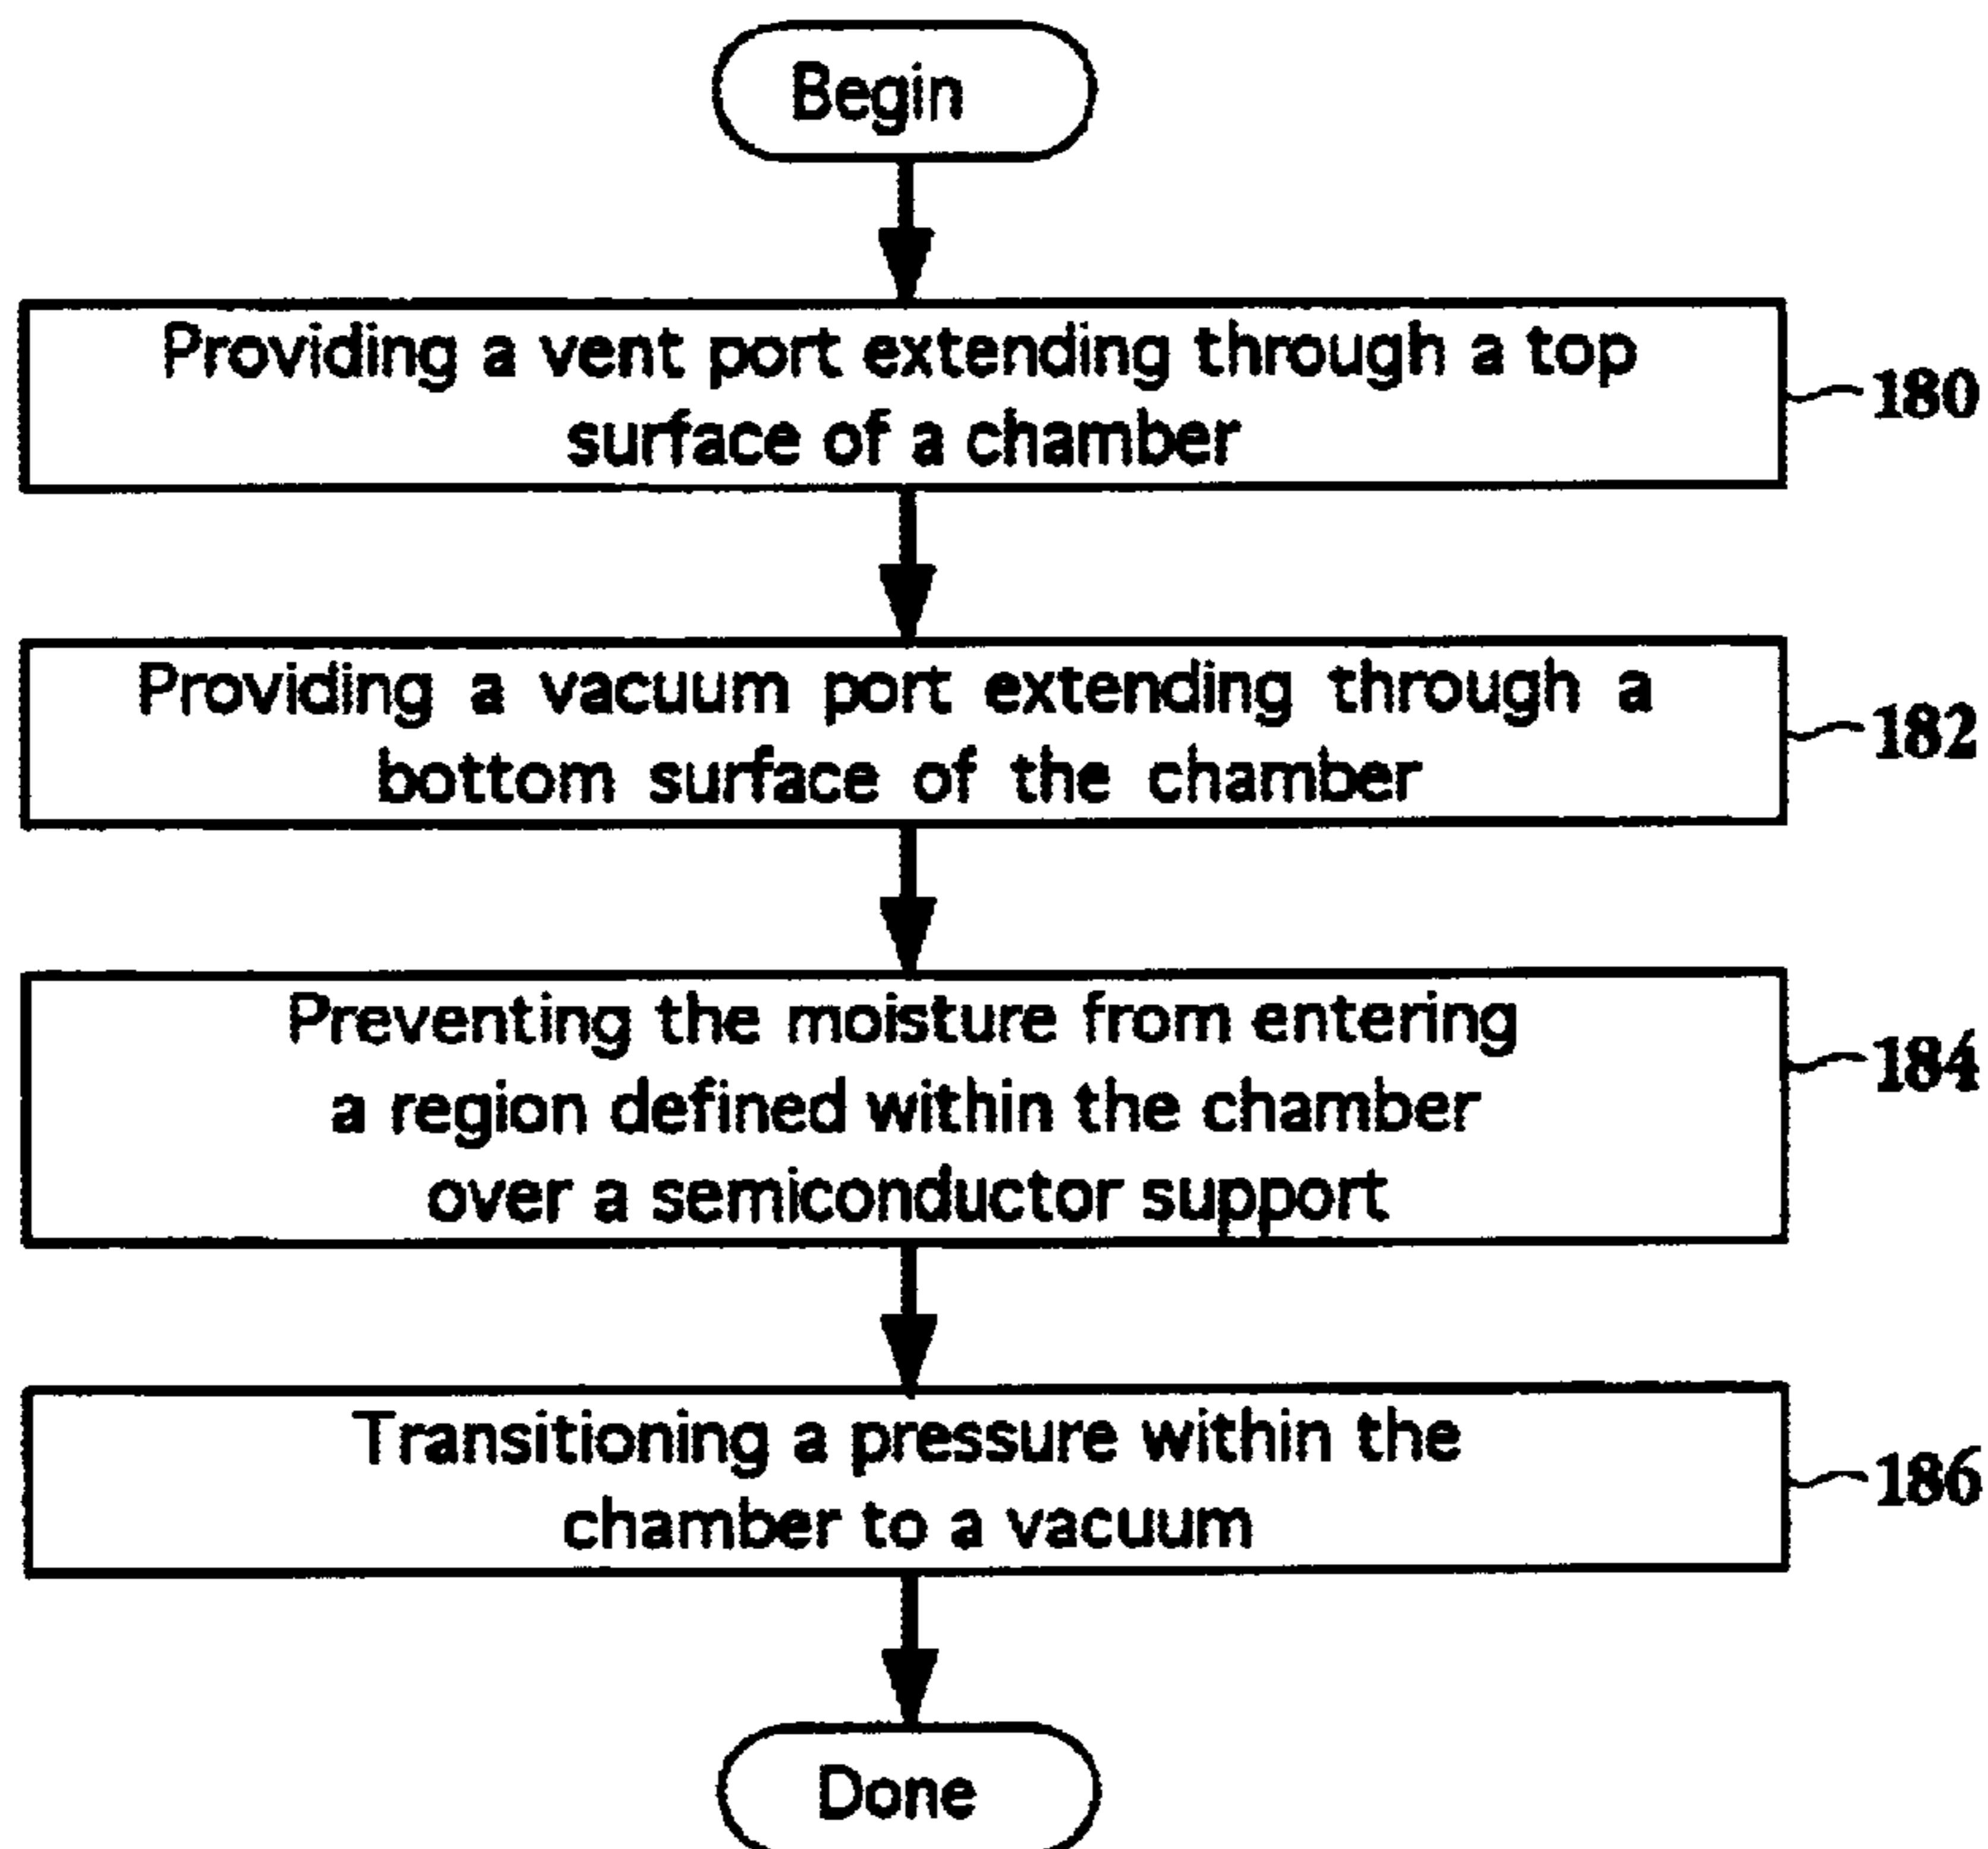 Begin
Providing a vent port extending through a top
surface of a chamber
180
Providing a vacuum port extending through a
bottom surface of the chamber
182
Preventing the moisture from entering
a region defined within the chamber
over a semiconductor support
184
Transitioning a pressure within the
chamber to a vacuum
186
Done